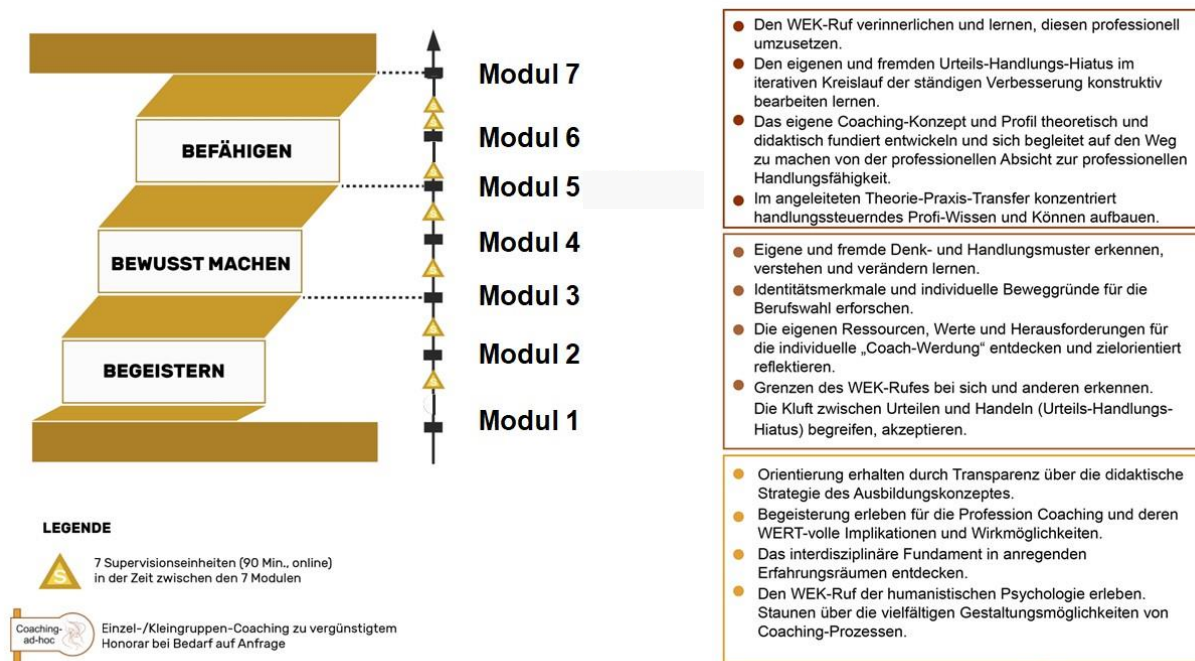 Modul 7
Modul 6
BEFÄHIGEN
Modul 5
Modul 4
BEWUSST MACHEN
Modul 3
Modul 2
BEGEISTERN
Modul 1
LEGENDE
S
7 Supervisionseinheiten (90 Min., online)
in der Zeit zwischen den 7 Modulen
Coaching-
ad-hoc
Einzel-/Kleingruppen-Coaching zu vergünstigtem
Honorar bei Bedarf auf Anfrage
Den WEK-Ruf verinnerlichen und lernen, diesen professionell
umzusetzen.
Den eigenen und fremden Urteils-Handlungs-Hiatus im
iterativen Kreislauf der ständigen Verbesserung konstruktiv
bearbeiten lernen.
Das eigene Coaching-Konzept und Profil theoretisch und
didaktisch fundiert entwickeln und sich begleitet auf den Weg
zu machen von der professionellen Absicht zur professionellen
Handlungsfähigkeit.
Im angeleiteten Theorie-Praxis-Transfer konzentriert
handlungssteuerndes Profi-Wissen und Können aufbauen.
Eigene und fremde Denk- und Handlungsmuster erkennen,
verstehen und verändern lernen.
Identitätsmerkmale und individuelle Beweggründe für die
Berufswahl erforschen.
Die eigenen Ressourcen, Werte und Herausforderungen für
die individuelle „Coach-Werdung“ entdecken und zielorientiert
reflektieren.
Grenzen des WEK-Rufes bei sich und anderen erkennen.
Die Kluft zwischen Urteilen und Handeln (Urteils-Handlungs-
Hiatus) begreifen, akzeptieren.
Orientierung erhalten durch Transparenz über die didaktische
Strategie des Ausbildungskonzeptes.
Begeisterung erleben für die Profession Coaching und deren
WERT-volle Implikationen und Wirkmöglichkeiten.
Das interdisziplinäre Fundament in anregenden
Erfahrungsräumen entdecken.
Den WEK-Ruf der humanistischen Psychologie erleben.
Staunen über die vielfältigen Gestaltungsmöglichkeiten von
Coaching-Prozessen.